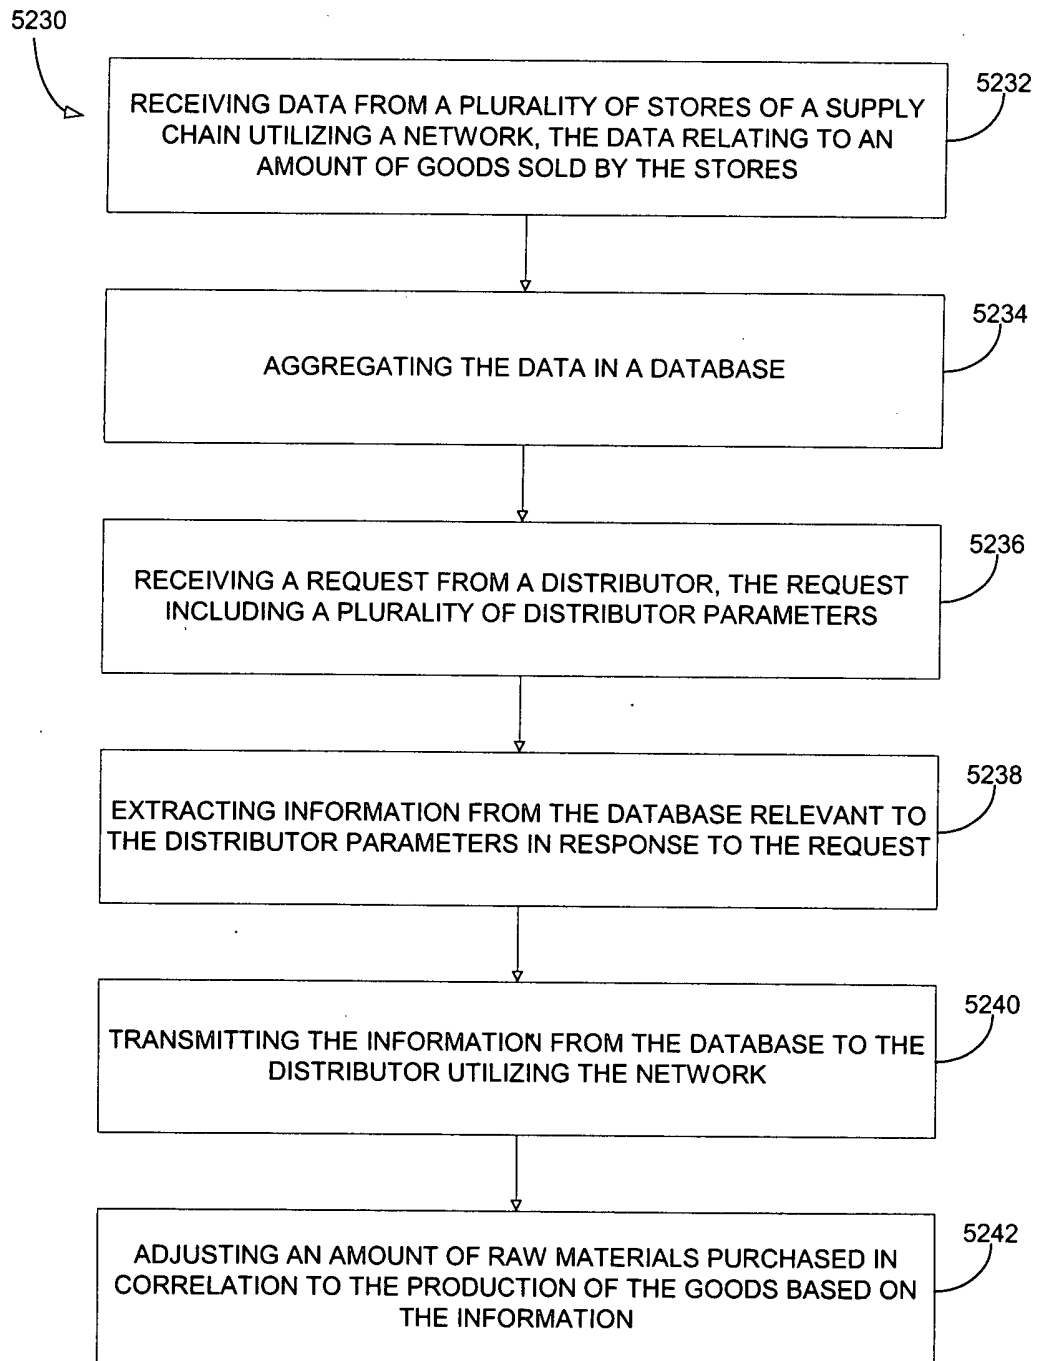 5230
RECEIVING DATA FROM A PLURALITY OF STORES OF A SUPPLY
CHAIN UTILIZING A NETWORK, THE DATA RELATING TO AN
AMOUNT OF GOODS SOLD BY THE STORES
5232
AGGREGATING THE DATA IN A DATABASE
5234
RECEIVING A REQUEST FROM A DISTRIBUTOR, THE REQUEST
INCLUDING A PLURALITY OF DISTRIBUTOR PARAMETERS
5236
EXTRACTING INFORMATION FROM THE DATABASE RELEVANT TO
THE DISTRIBUTOR PARAMETERS IN RESPONSE TO THE REQUEST
5238
TRANSMITTING THE INFORMATION FROM THE DATABASE TO THE
DISTRIBUTOR UTILIZING THE NETWORK
5240
ADJUSTING AN AMOUNT OF RAW MATERIALS PURCHASED IN
CORRELATION TO THE PRODUCTION OF THE GOODS BASED ON
THE INFORMATION
5242